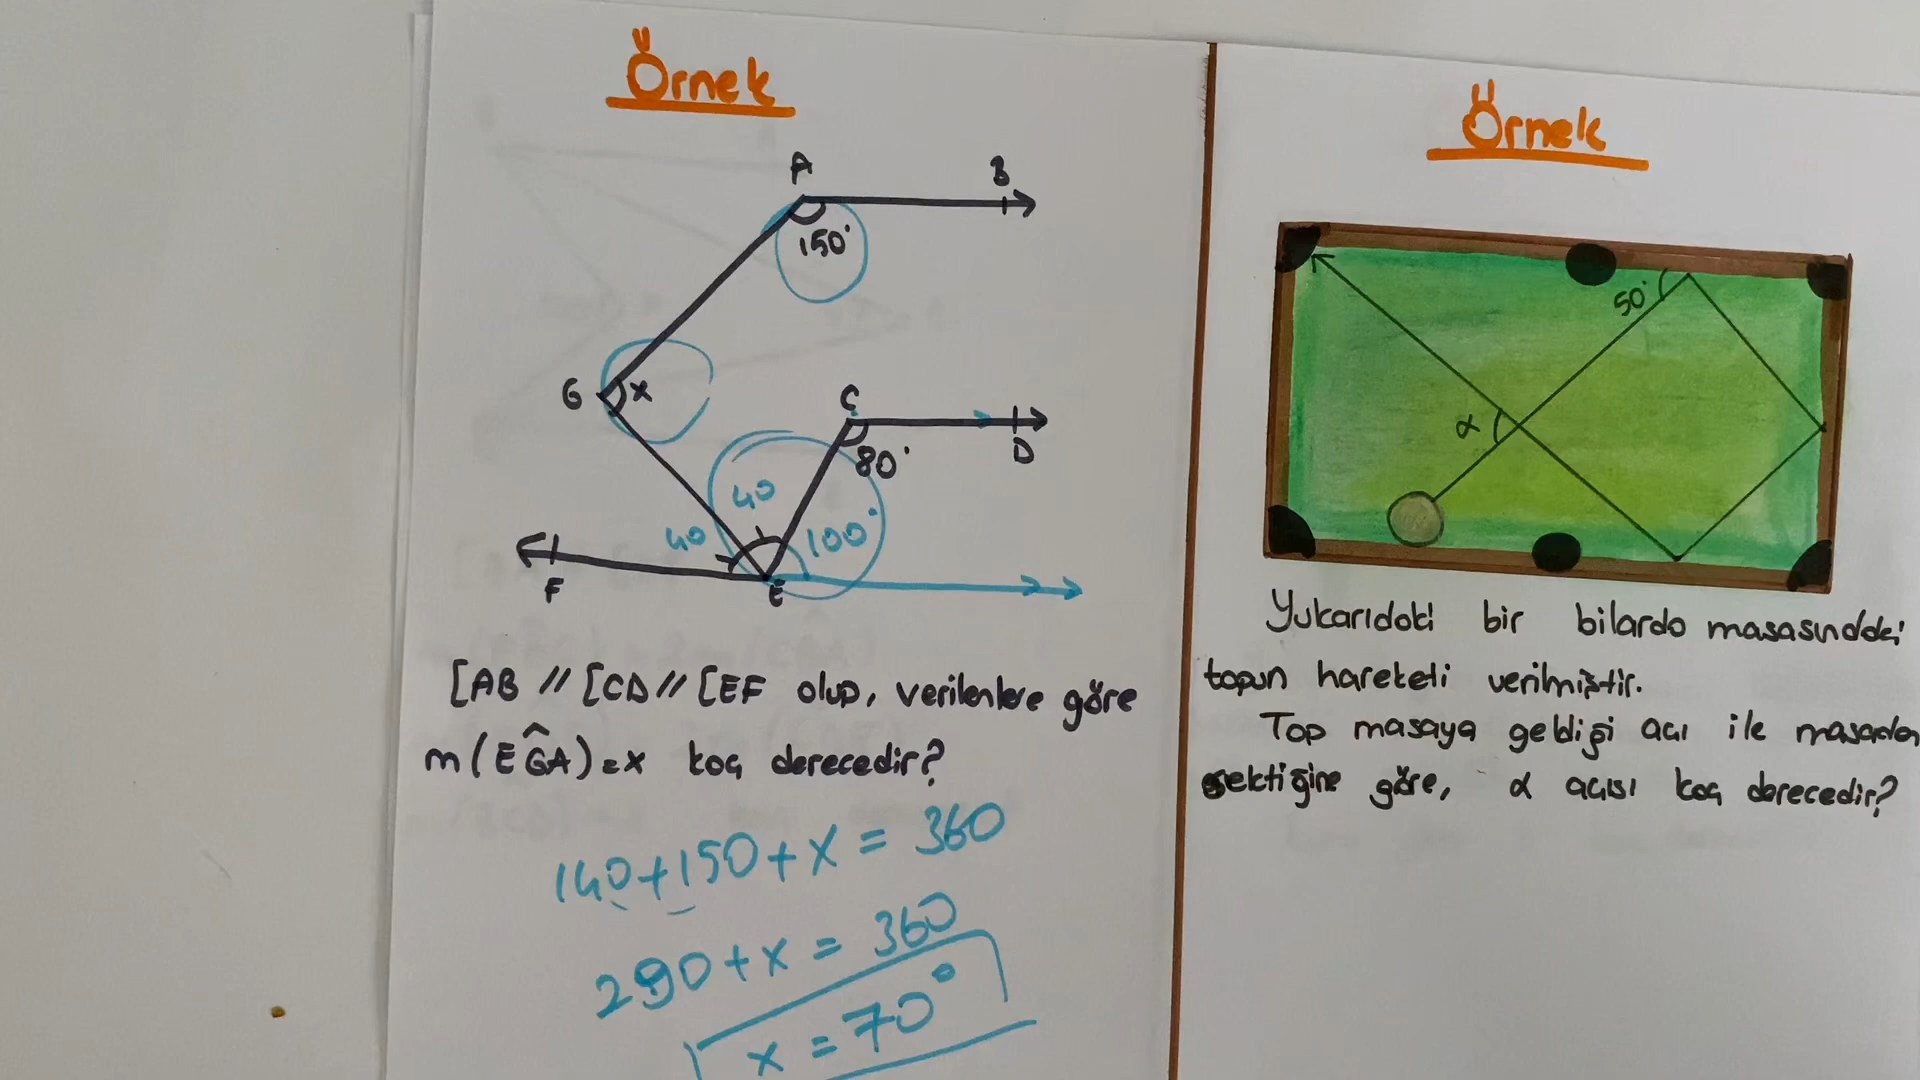 Örnek
A B
150°
G x
C
80° D
40
40 100°
F E
[AB // [CD // [EF olup, verilenlere göre
m(EGA) = x kaç derecedir?
140+150+x = 360
290+x = 360
x = 70°
Örnek
50°
α
Yukarıdaki bir bilardo masasındaki
topun hareketi verilmiştir.
Top masaya geldiği açı ile masadan
sektiğine göre, α açısı kaç derecedir?